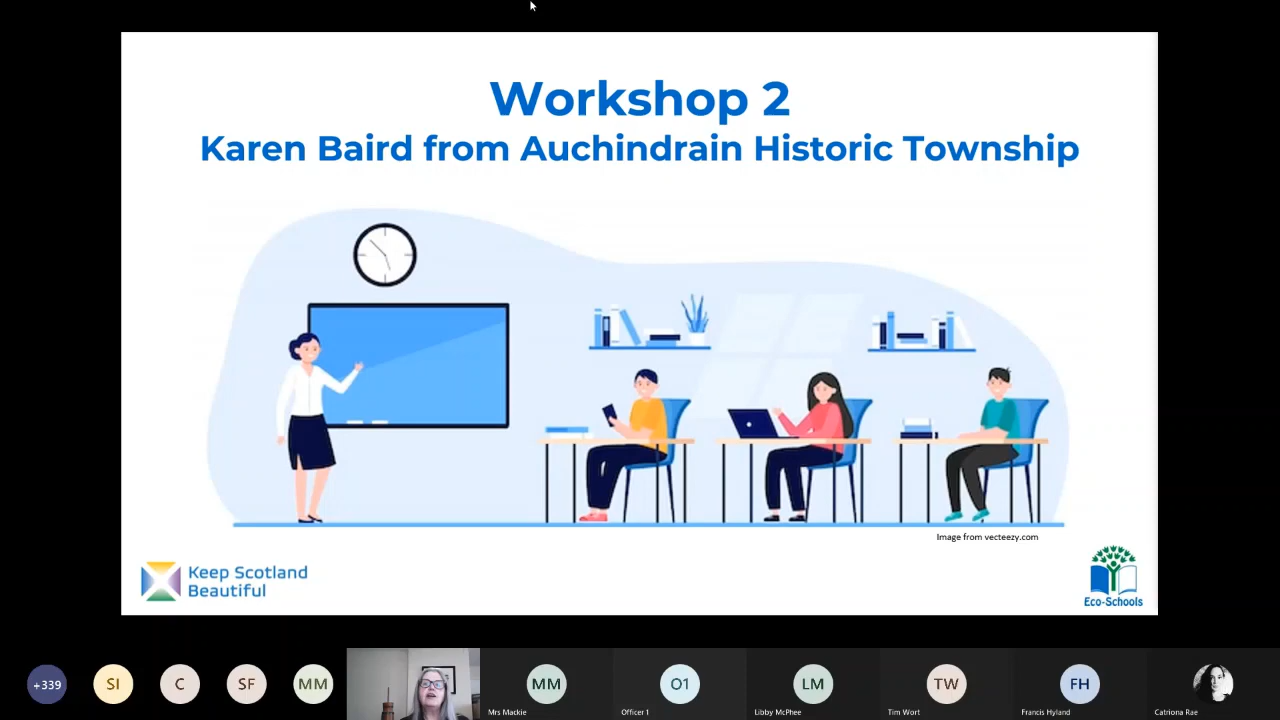 Workshop 2
Karen Baird from Auchindrain Historic Township
Image from vecteezy.com
Keep Scotland
Beautiful
Eco-Schools
+339
SI
C
SF
MM
MM
O1
LM
TW
FH
Mrs Mackie
Officer 1
Libby McPhee
Tim Wort
Francis Hyland
Catriona Rae